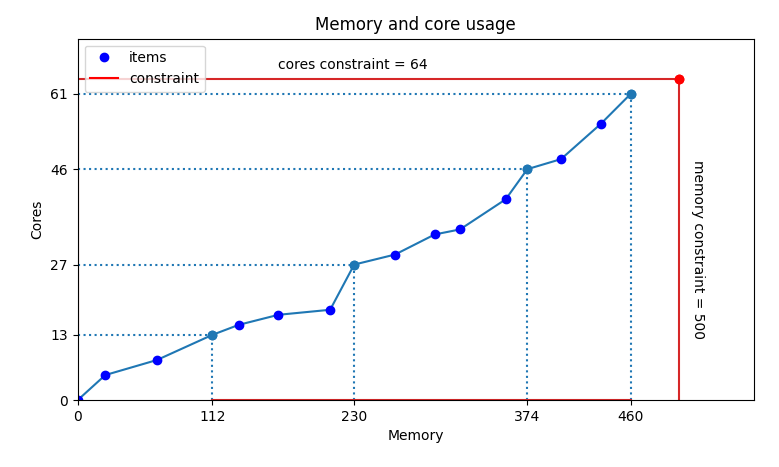 Memory and core usage
items
constraint
cores constraint = 64
61
46
27
13
0
Cores
memory constraint = 500
0 112 230 374 460
Memory